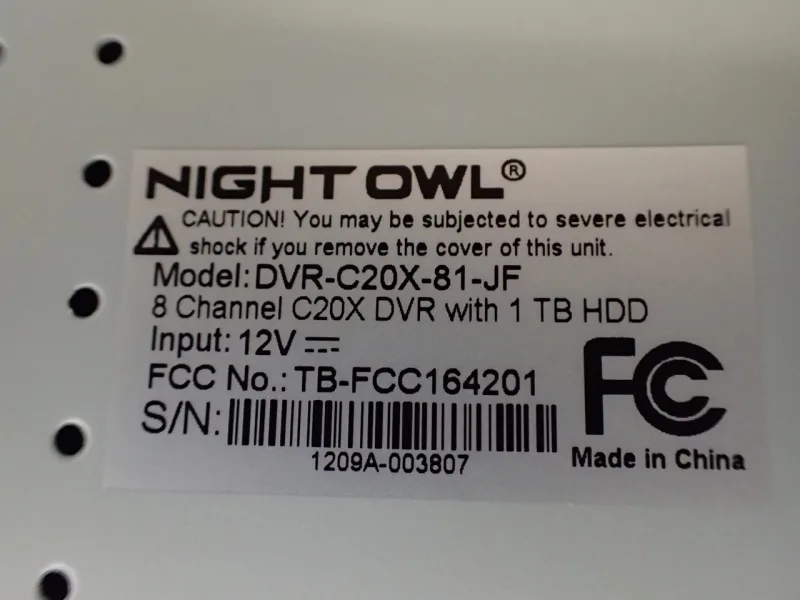 NIGHT OWL®
CAUTION! You may be subjected to severe electrical
shock if you remove the cover of this unit.
Model: DVR-C20X-81-JF
8 Channel C20X DVR with 1 TB HDD
Input: 12V
FCC No.: TB-FCC164201
S/N:
1209A-003807
FC
Made in China